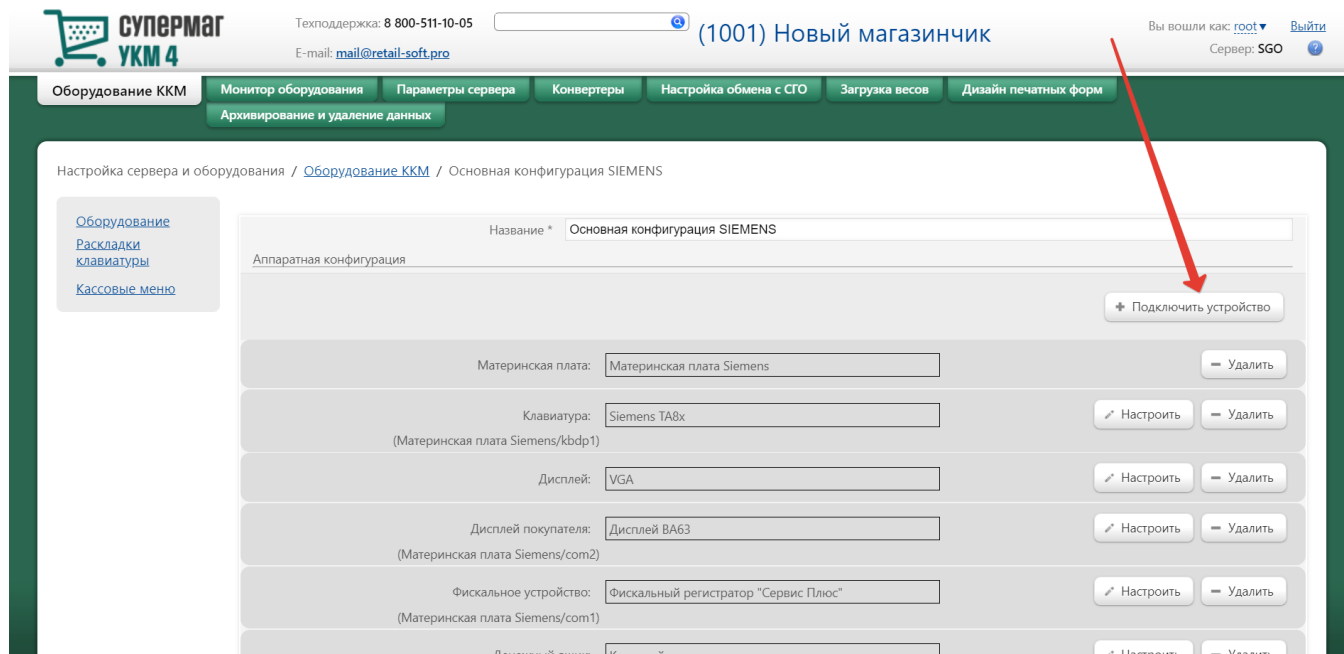 СУПЕРМАГ
УКМ 4
Техподдержка: 8 800-511-10-05
E-mail: mail@retail-soft.pro
(1001) Новый магазинчик
Вы вошли как: root▼ Выйти
Сервер: SGO ?
Оборудование ККМ Монитор оборудования Параметры сервера Конвертеры Настройка обмена с СГО Загрузка весов Дизайн печатных форм
Архивирование и удаление данных
Настройка сервера и оборудования / Оборудование ККМ / Основная конфигурация SIEMENS
Оборудование
Раскладки
клавиатуры
Кассовые меню
Название * Основная конфигурация SIEMENS
Аппаратная конфигурация
+ Подключить устройство
Материнская плата: Материнская плата Siemens – Удалить
Клавиатура: Siemens TA8x Настроить – Удалить
(Материнская плата Siemens/kbdp1)
Дисплей: VGA Настроить – Удалить
Дисплей покупателя: Дисплей BA63 Настроить – Удалить
(Материнская плата Siemens/com2)
Фискальное устройство: Фискальный регистратор "Сервис Плюс" Настроить – Удалить
(Материнская плата Siemens/com1)
Настроить – Удалить